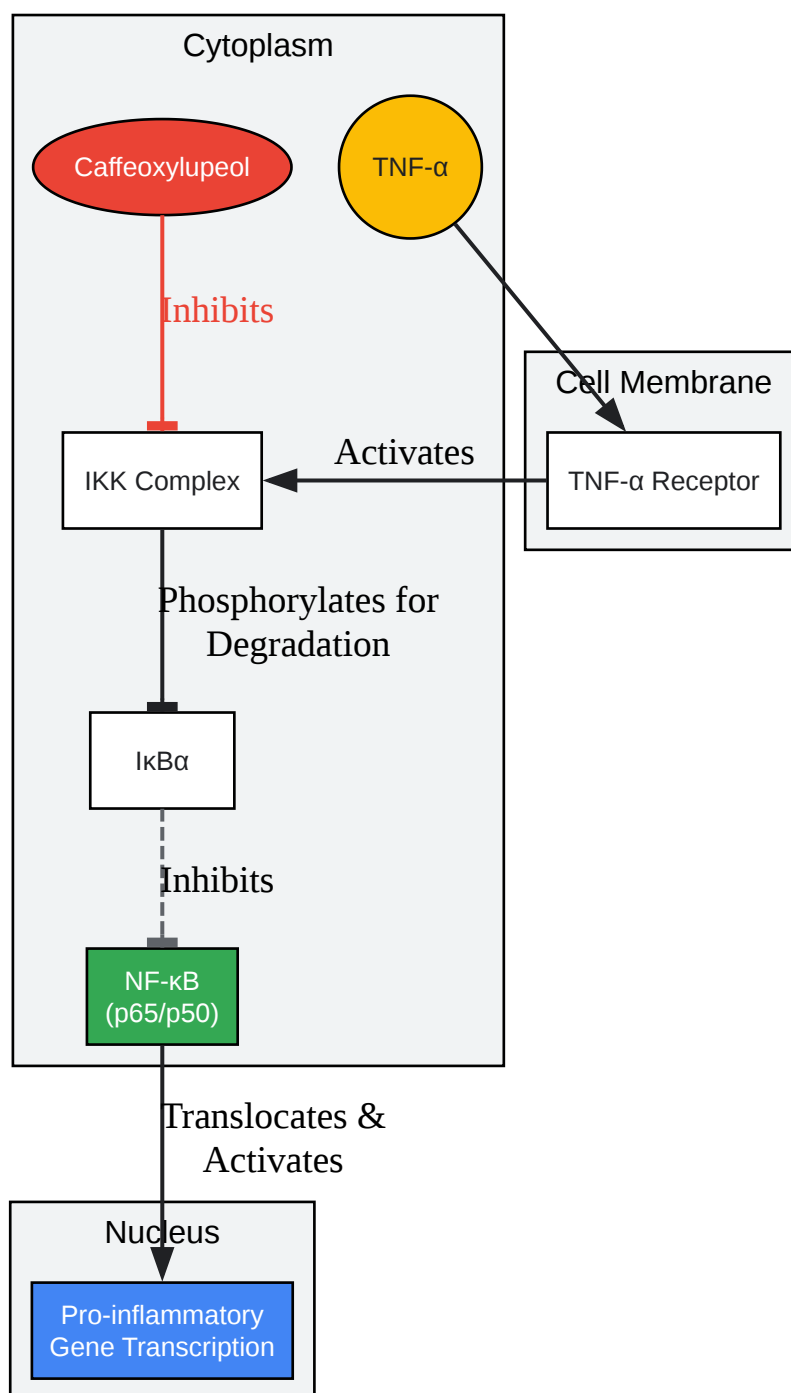 Cytoplasm
Caffeoxylupeol
TNF-α
Inhibits
Cell Membrane
Activates
IKK Complex
TNF-α Receptor
Phosphorylates for
Degradation
IκBα
Inhibits
NF-κB
(p65/p50)
Translocates &
Activates
Nucleus
Pro-inflammatory
Gene Transcription